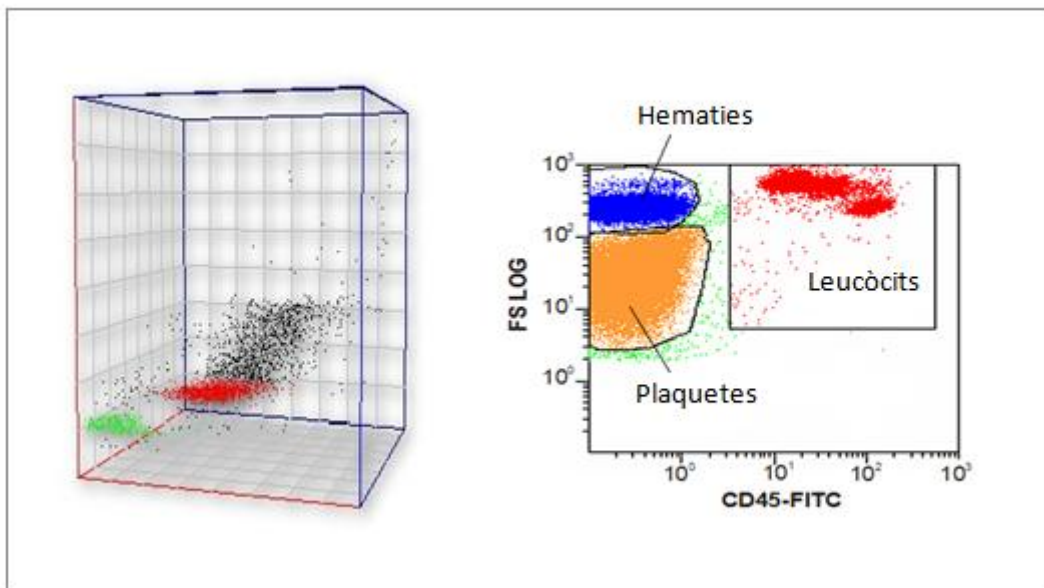 Hematies
10³
10²
10¹
10⁰
FS LOG
Leucòcits
Plaquetes
10⁰ 10¹ 10² 10³
CD45-FITC